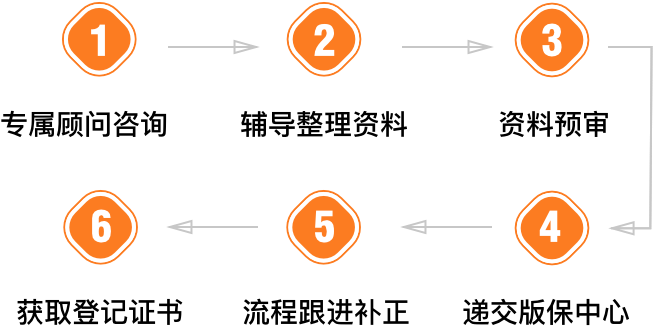 1
专属顾问咨询
2
辅导整理资料
3
资料预审
4
递交版保中心
5
流程跟进补正
6
获取登记证书